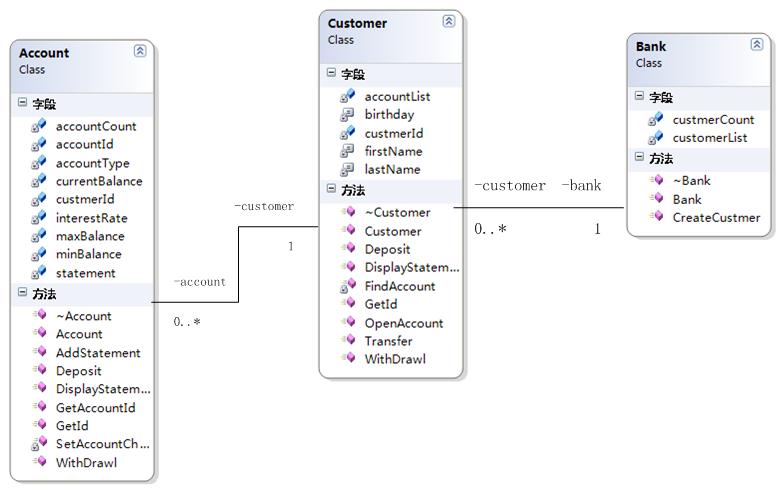 Account
Class
字段
accountCount
accountId
accountType
currentBalance
custmerId
interestRate
maxBalance
minBalance
statement
方法
~Account
Account
AddStatement
Deposit
DisplayStatem...
GetAccountId
GetId
SetAccountCh...
WithDrawl
-customer
1
-account
0..*
Customer
Class
字段
accountList
birthday
custmerId
firstName
lastName
方法
~Customer
Customer
Deposit
DisplayStatem...
FindAccount
GetId
OpenAccount
Transfer
WithDrawl
-customer -bank
0..* 1
Bank
Class
字段
custmerCount
customerList
方法
~Bank
Bank
CreateCustmer